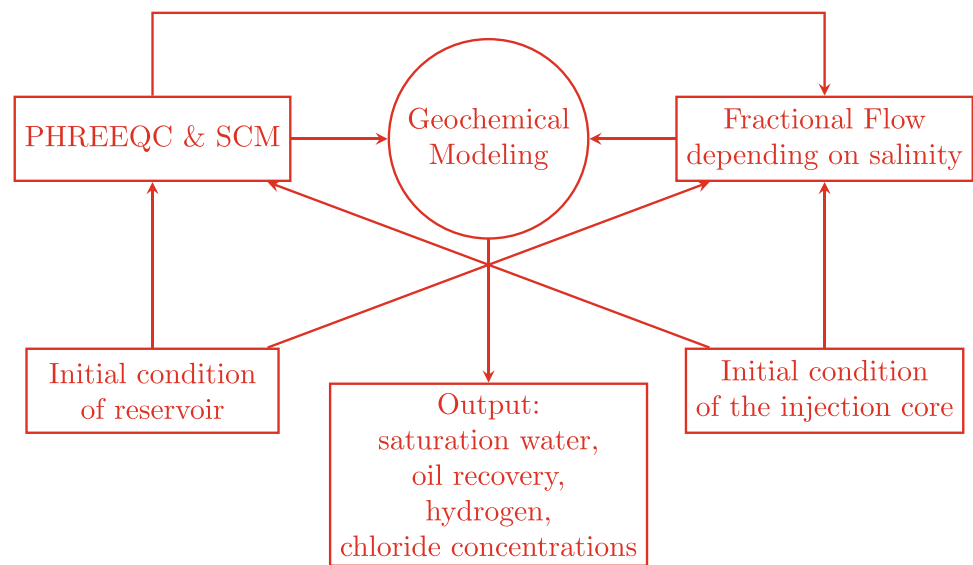 PHREEQC & SCM
Geochemical
Modeling
Fractional Flow
depending on salinity
Initial condition
of reservoir
Output:
saturation water,
oil recovery,
hydrogen,
chloride concentrations
Initial condition
of the injection core